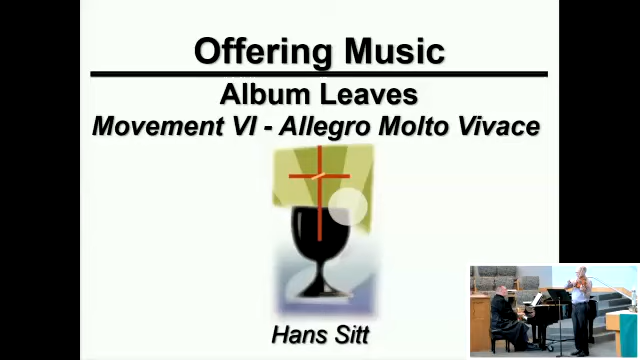 Offering Music
Album Leaves
Movement VI - Allegro Molto Vivace
Hans Sitt